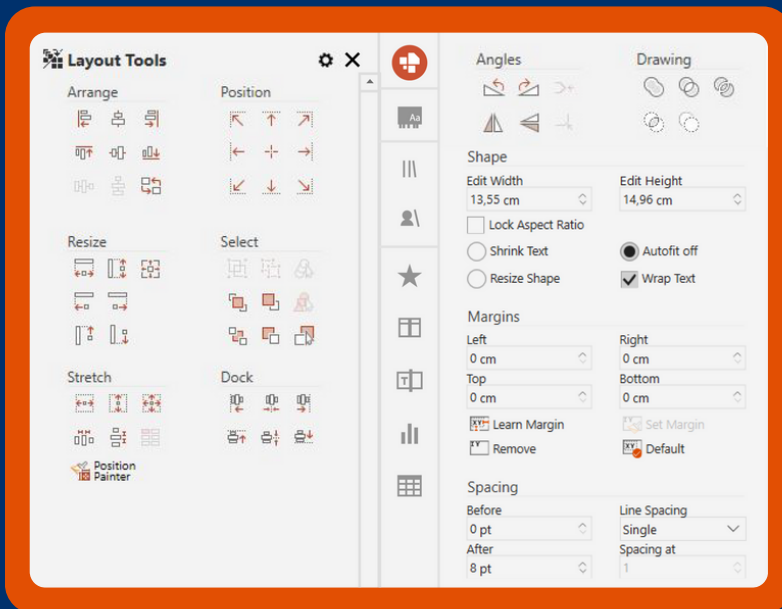 Layout Tools
Arrange
Position
Resize
Select
Stretch
Dock
Position
Painter
Aa
T
Angles
Drawing
Shape
Edit Width
Edit Height
13,55 cm
14,96 cm
Lock Aspect Ratio
Shrink Text
Autofit off
Resize Shape
Wrap Text
Margins
Left
Right
0 cm
0 cm
Top
Bottom
0 cm
0 cm
Learn Margin
Set Margin
Remove
Default
Spacing
Before
Line Spacing
0 pt
Single
After
Spacing at
8 pt
1